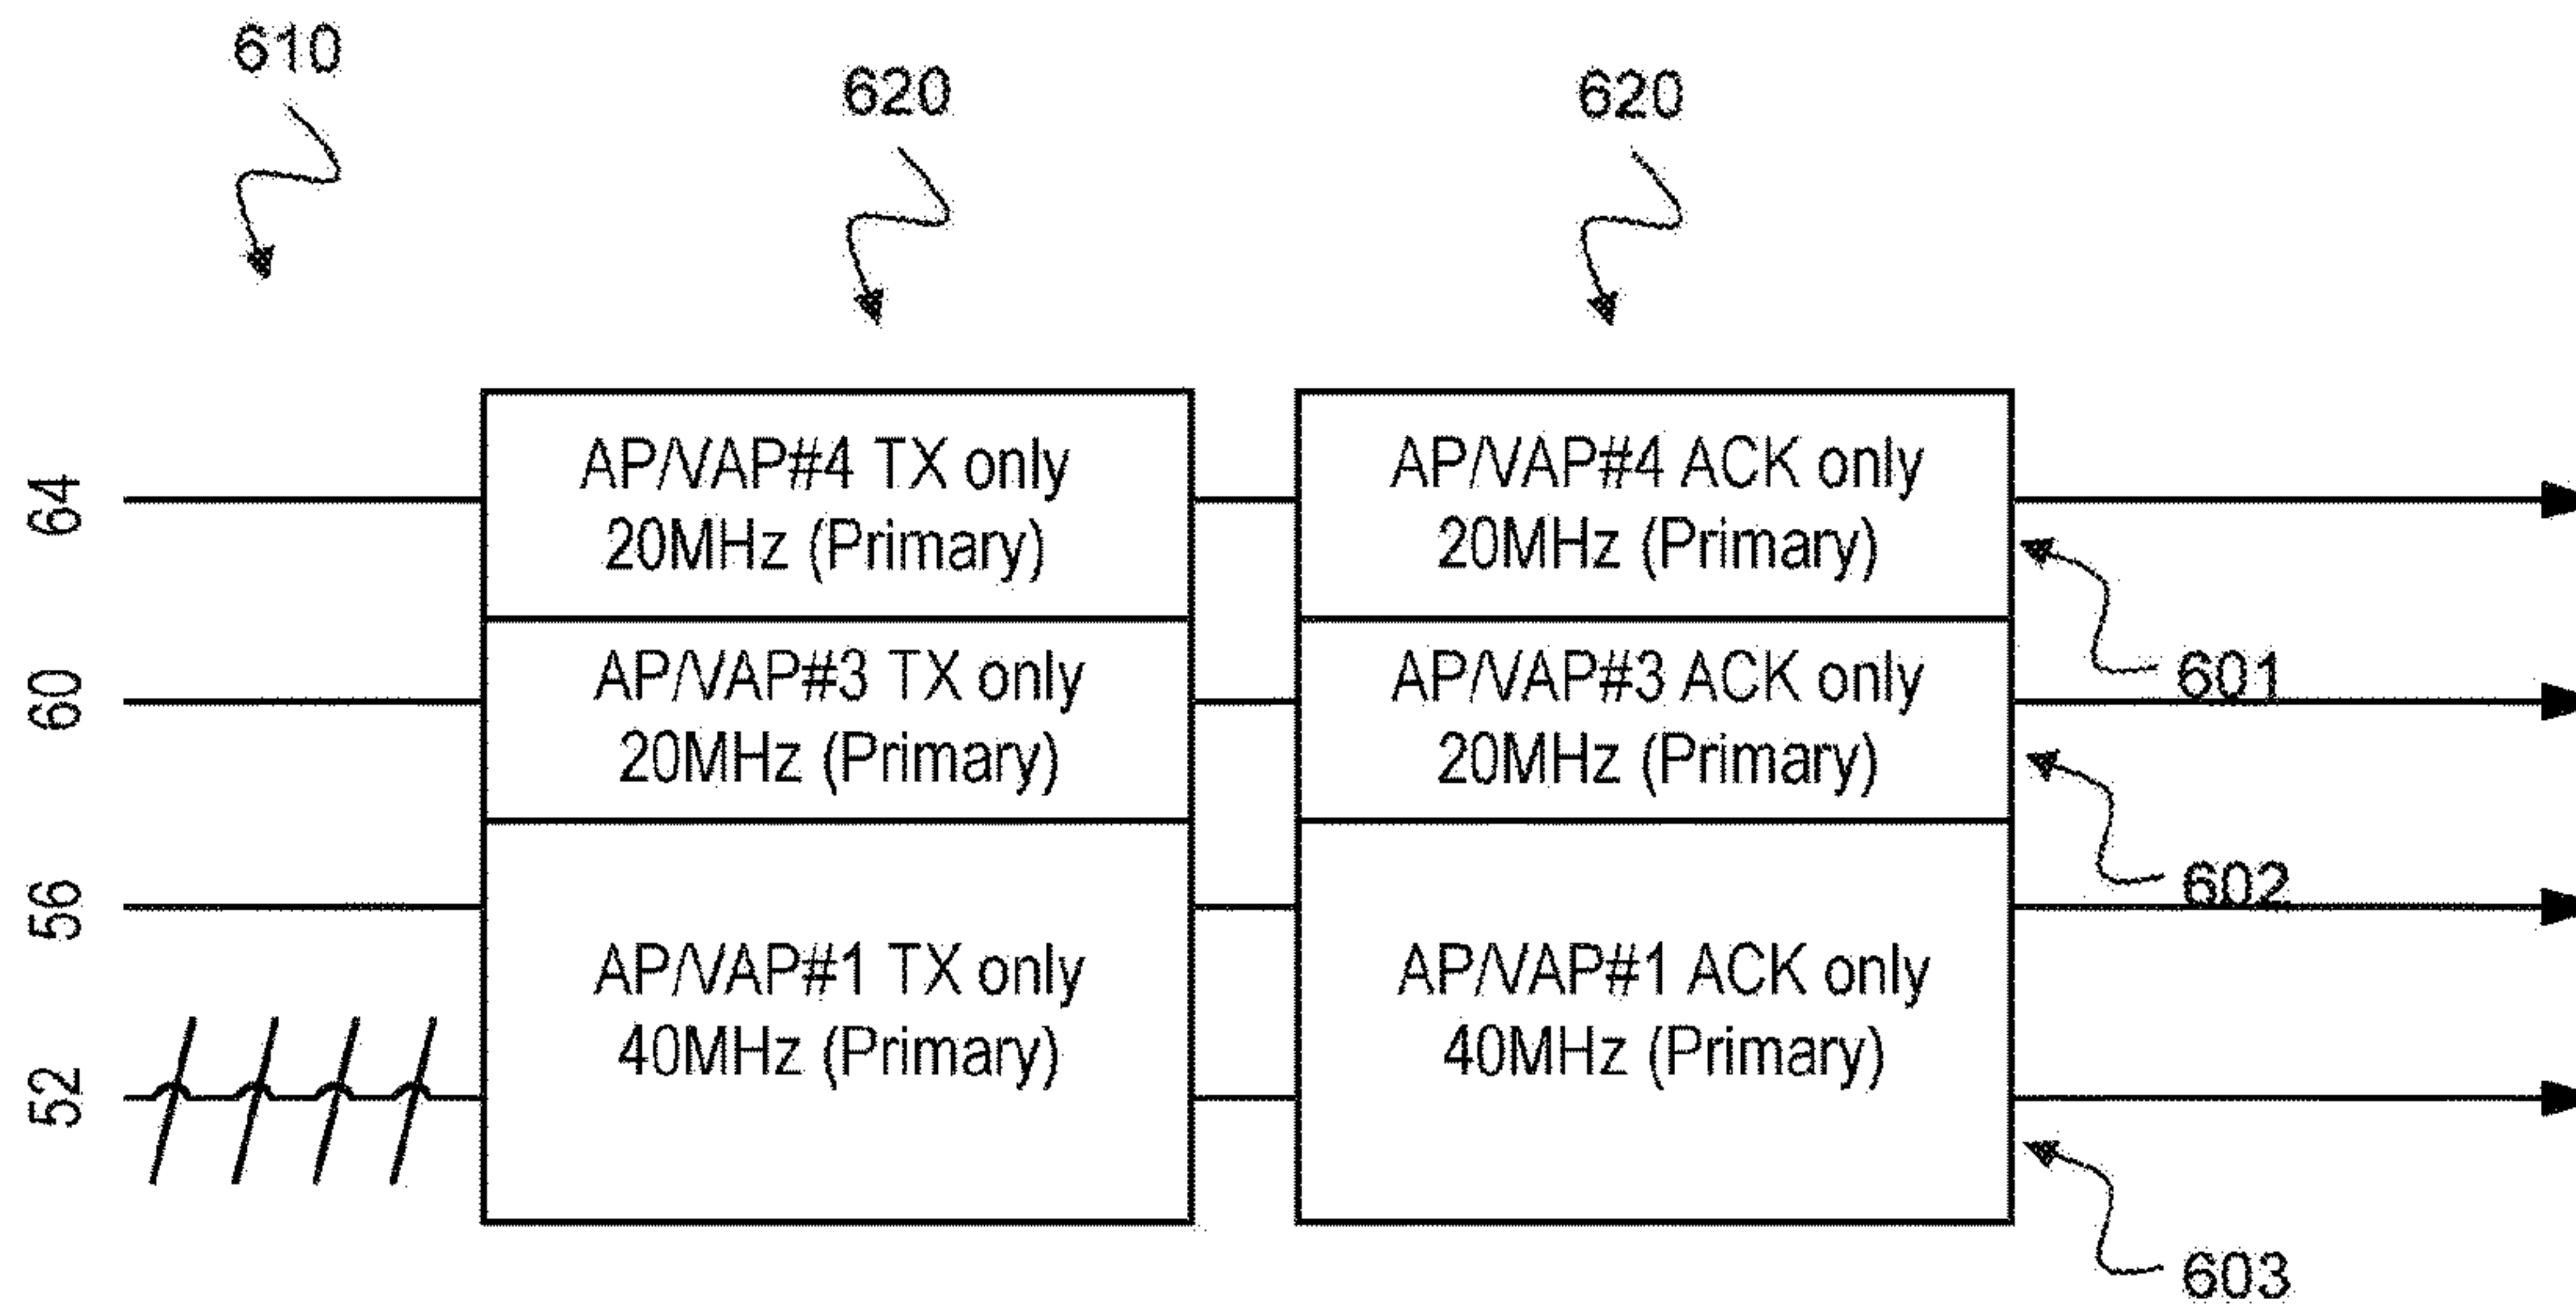 610
620
620
64
AP/VAP#4 TX only
20MHz (Primary)
AP/VAP#4 ACK only
20MHz (Primary)
601
60
AP/VAP#3 TX only
20MHz (Primary)
AP/VAP#3 ACK only
20MHz (Primary)
602
56
52
AP/VAP#1 TX only
40MHz (Primary)
AP/VAP#1 ACK only
40MHz (Primary)
603